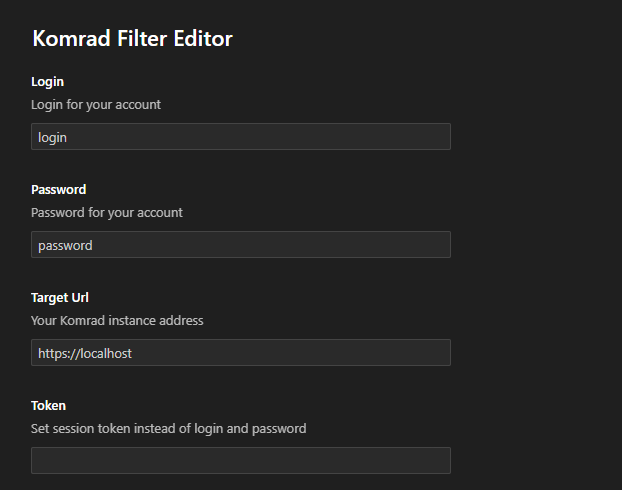 Komrad Filter Editor
Login
Login for your account
login
Password
Password for your account
password
Target Url
Your Komrad instance address
https://localhost
Token
Set session token instead of login and password